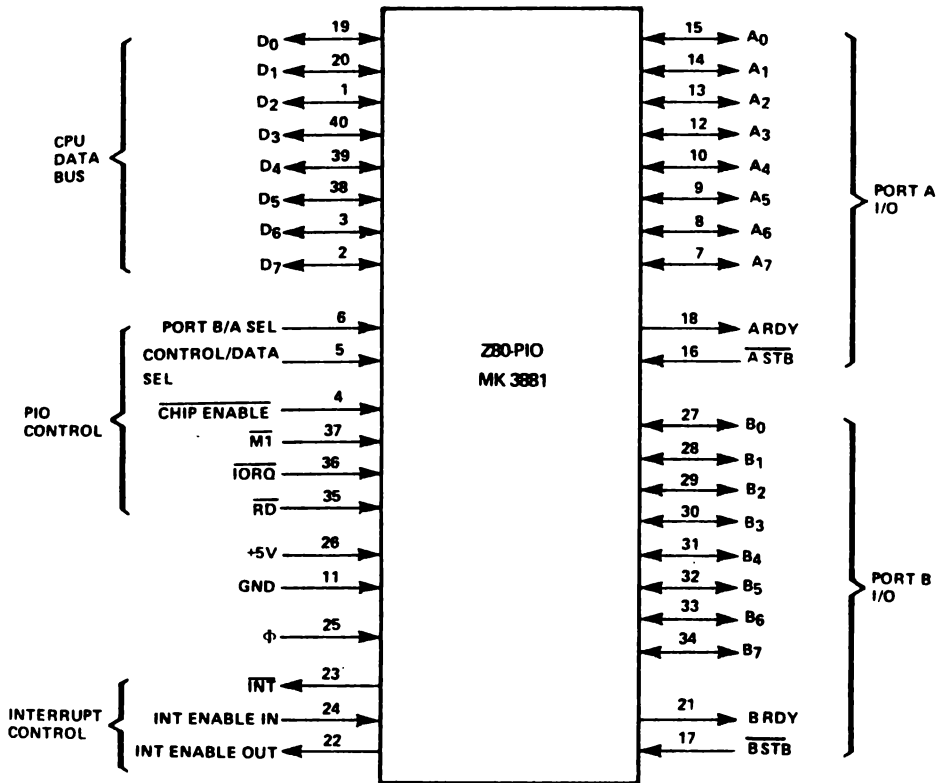 D0 19
D1 20
D2 1
D3 40
D4 39
D5 38
D6 3
D7 2
CPU
DATA
BUS
PORT B/A SEL 6
CONTROL/DATA
SEL
5
CHIP ENABLE 4
M1 37
IORQ 36
RD 35
PIO
CONTROL
+5V 26
GND 11
Φ 25
INT 23
INT ENABLE IN 24
INT ENABLE OUT 22
INTERRUPT
CONTROL
Z80-PIO
MK 3881
15 A0
14 A1
13 A2
12 A3
10 A4
9 A5
8 A6
7 A7
18 ARDY
16 A STB
PORT A
I/O
27 B0
28 B1
29 B2
30 B3
31 B4
32 B5
33 B6
34 B7
21 BRDY
17 BSTB
PORT B
I/O